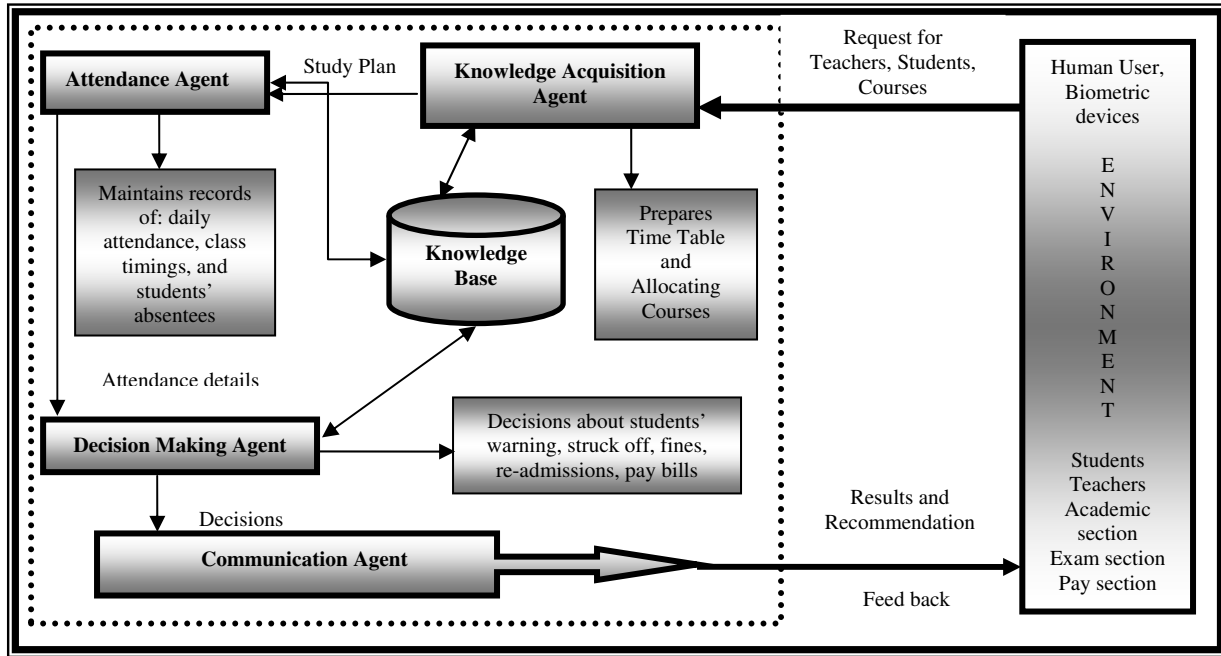 Attendance Agent
Study Plan
Knowledge Acquisition
Agent
Request for
Teachers, Students,
Courses
Human User,
Biometric
devices
E
N
V
I
R
O
N
M
E
N
T
Students
Teachers
Academic
section
Exam section
Pay section
Maintains records
of: daily
attendance, class
timings, and
students’
absentees
Knowledge
Base
Prepares
Time Table
and
Allocating
Courses
Attendance details
Decision Making Agent
Decisions about students’
warning, struck off, fines,
re-admissions, pay bills
Decisions
Communication Agent
Results and
Recommendation
Feed back